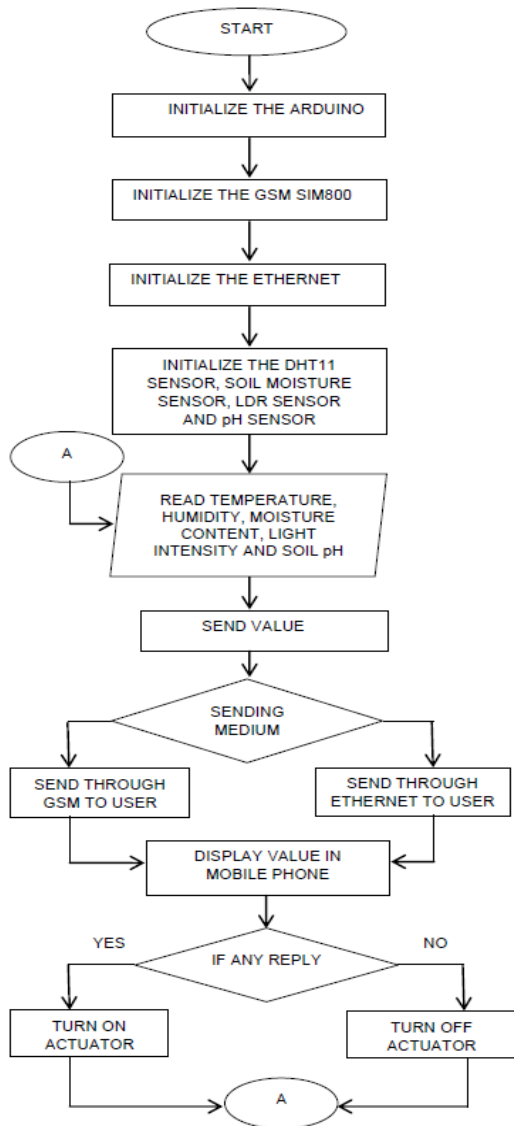 START
INITIALIZE THE ARDUINO
INITIALIZE THE GSM SIM800
INITIALIZE THE ETHERNET
INITIALIZE THE DHT11
SENSOR, SOIL MOISTURE
SENSOR, LDR SENSOR
AND pH SENSOR
A
READ TEMPERATURE,
HUMIDITY, MOISTURE
CONTENT, LIGHT
INTENSITY AND SOIL pH
SEND VALUE
SENDING
MEDIUM
SEND THROUGH
GSM TO USER
SEND THROUGH
ETHERNET TO USER
DISPLAY VALUE IN
MOBILE PHONE
YES
IF ANY REPLY
NO
TURN ON
ACTUATOR
TURN OFF
ACTUATOR
A